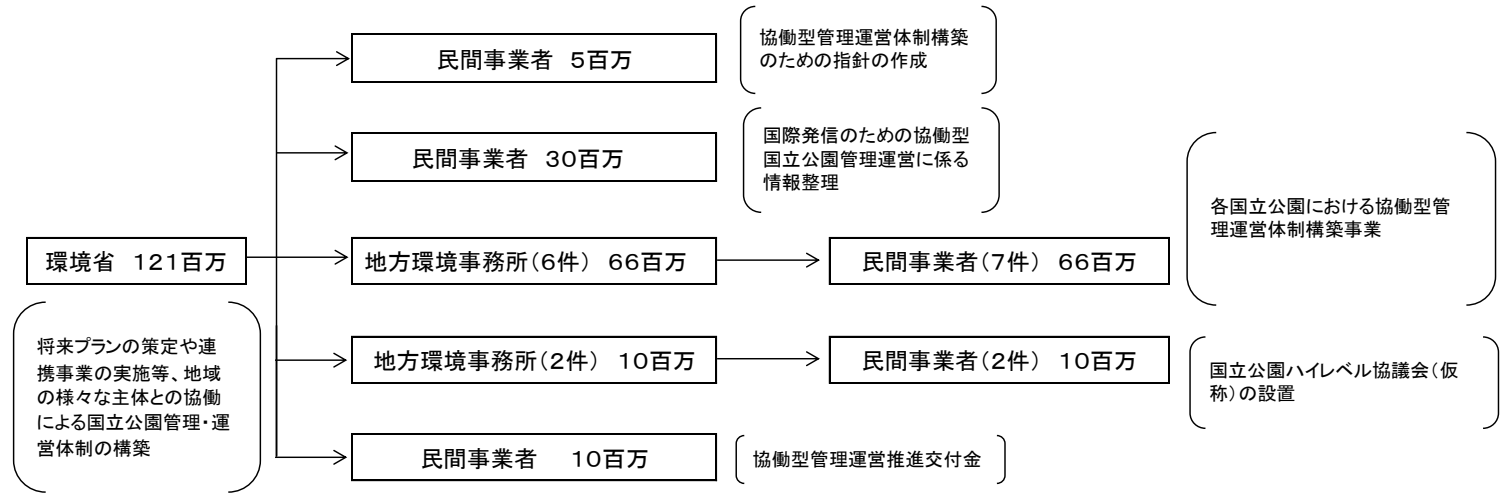 民間事業者 5百万
協働型管理運営体制構築
のための指針の作成
民間事業者 30百万
国際発信のための協働型
国立公園管理運営に係る
情報整理
各国立公園における協働型管
理運営体制構築事業
環境省 121百万
地方環境事務所(6件) 66百万
民間事業者(7件) 66百万
将来プランの策定や連
携事業の実施等、地域
の様々な主体との協働
による国立公園管理・運
営体制の構築
地方環境事務所(2件) 10百万
民間事業者(2件) 10百万
国立公園ハイレベル協議会(仮
称)の設置
民間事業者 10百万
協働型管理運営推進交付金